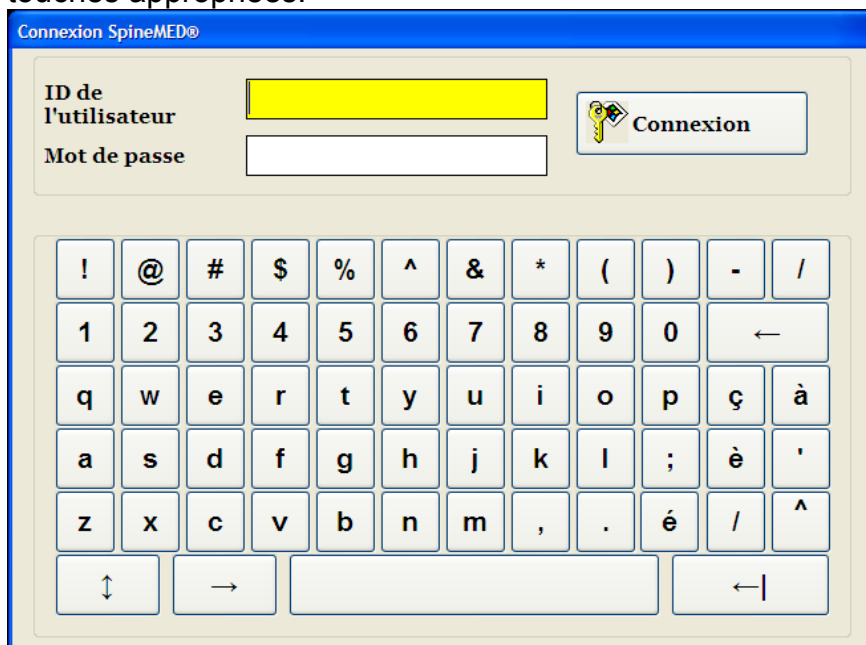 touches appropriées.
Connexion SpineMED®
ID de
l'utilisateur
Connexion
Mot de passe
! @ # $ % ^ & * ( ) - /
1 2 3 4 5 6 7 8 9 0 ←
q w e r t y u i o p ç à
a s d f g h j k l ; è '
z x c v b n m , . é / ^
↕ → ←|